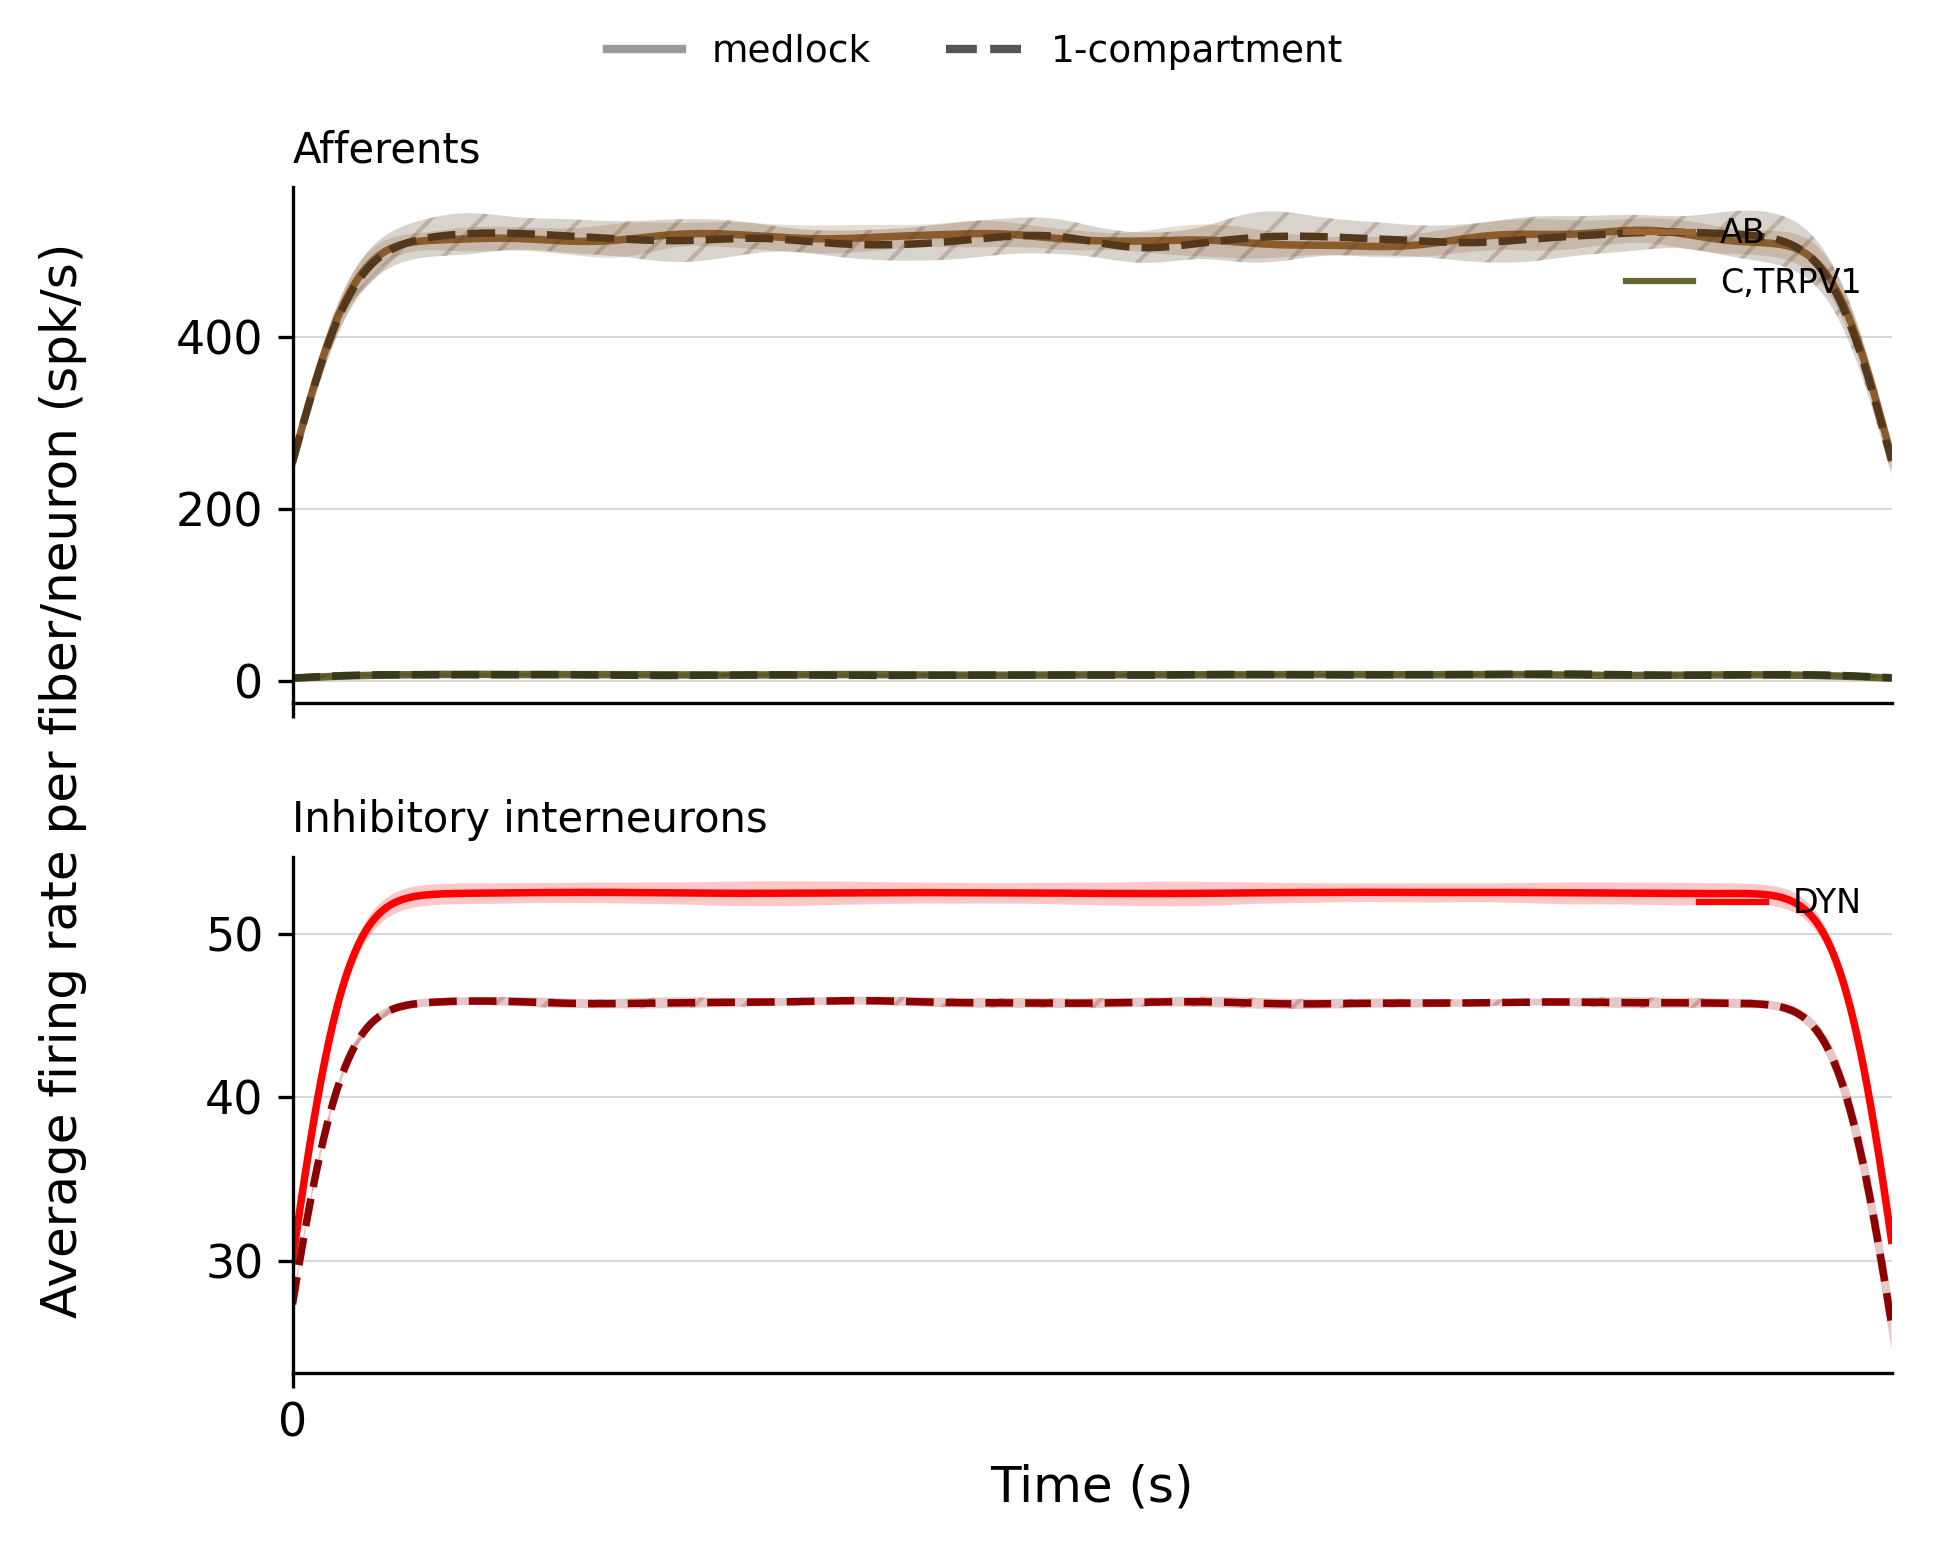 medlock 1-compartment
Afferents
AB
C,TRPV1
400
200
0
Average firing rate per fiber/neuron (spk/s)
Inhibitory interneurons
DYN
50
40
30
0
Time (s)